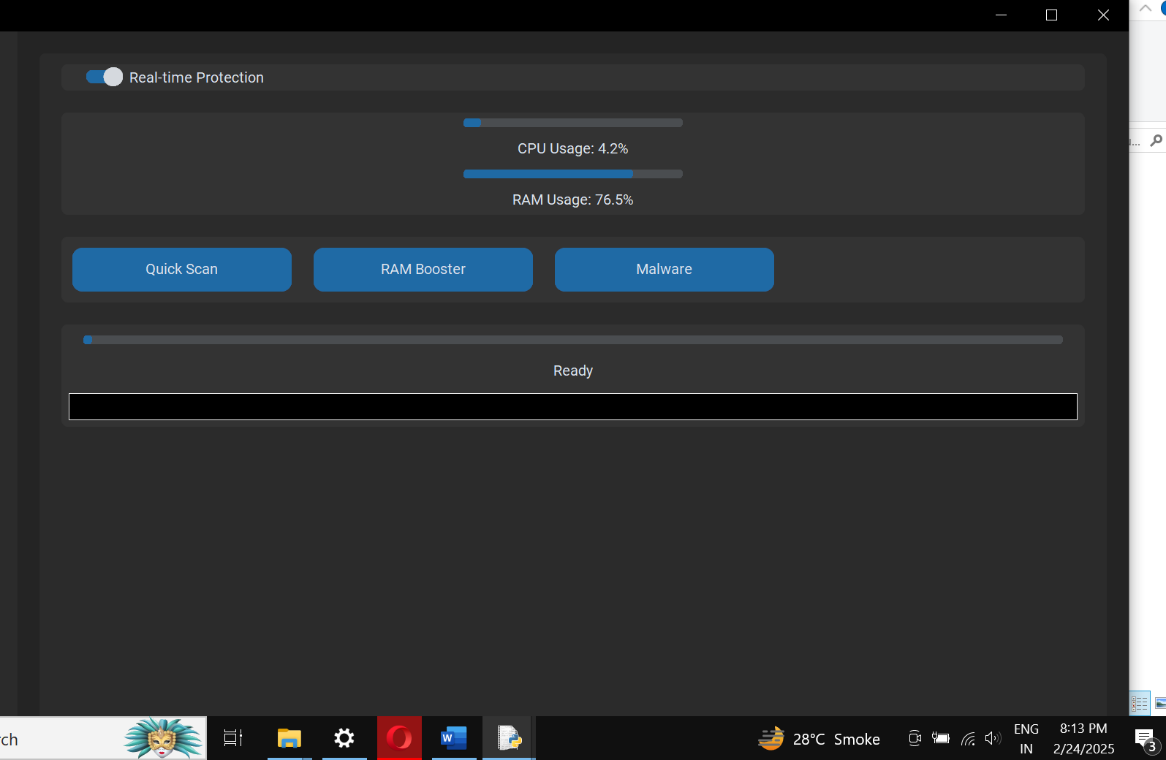 Real-time Protection
CPU Usage: 4.2%
RAM Usage: 76.5%
Quick Scan
RAM Booster
Malware
Ready
rch
W
28°C Smoke
ENG
IN
8:13 PM
2/24/2025
3